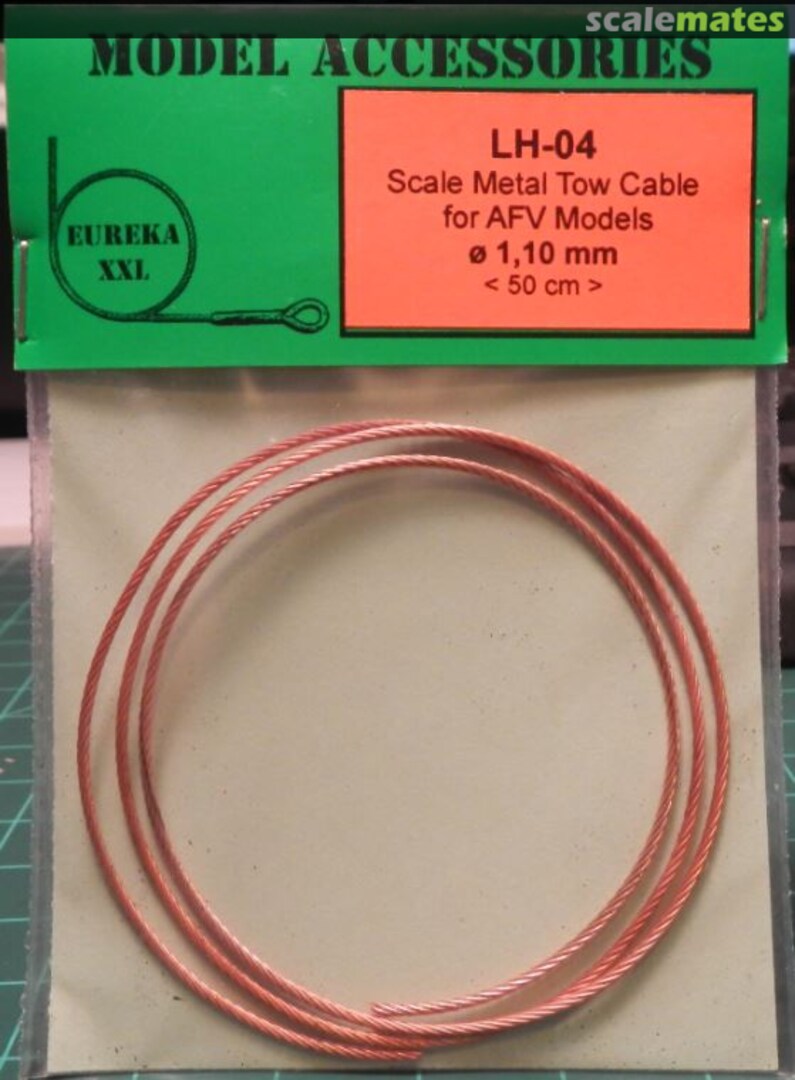 scalemates
MODEL ACCESSORIES
EUREKA
XXL
LH-04
Scale Metal Tow Cable
for AFV Models
ø 1,10 mm
< 50 cm >